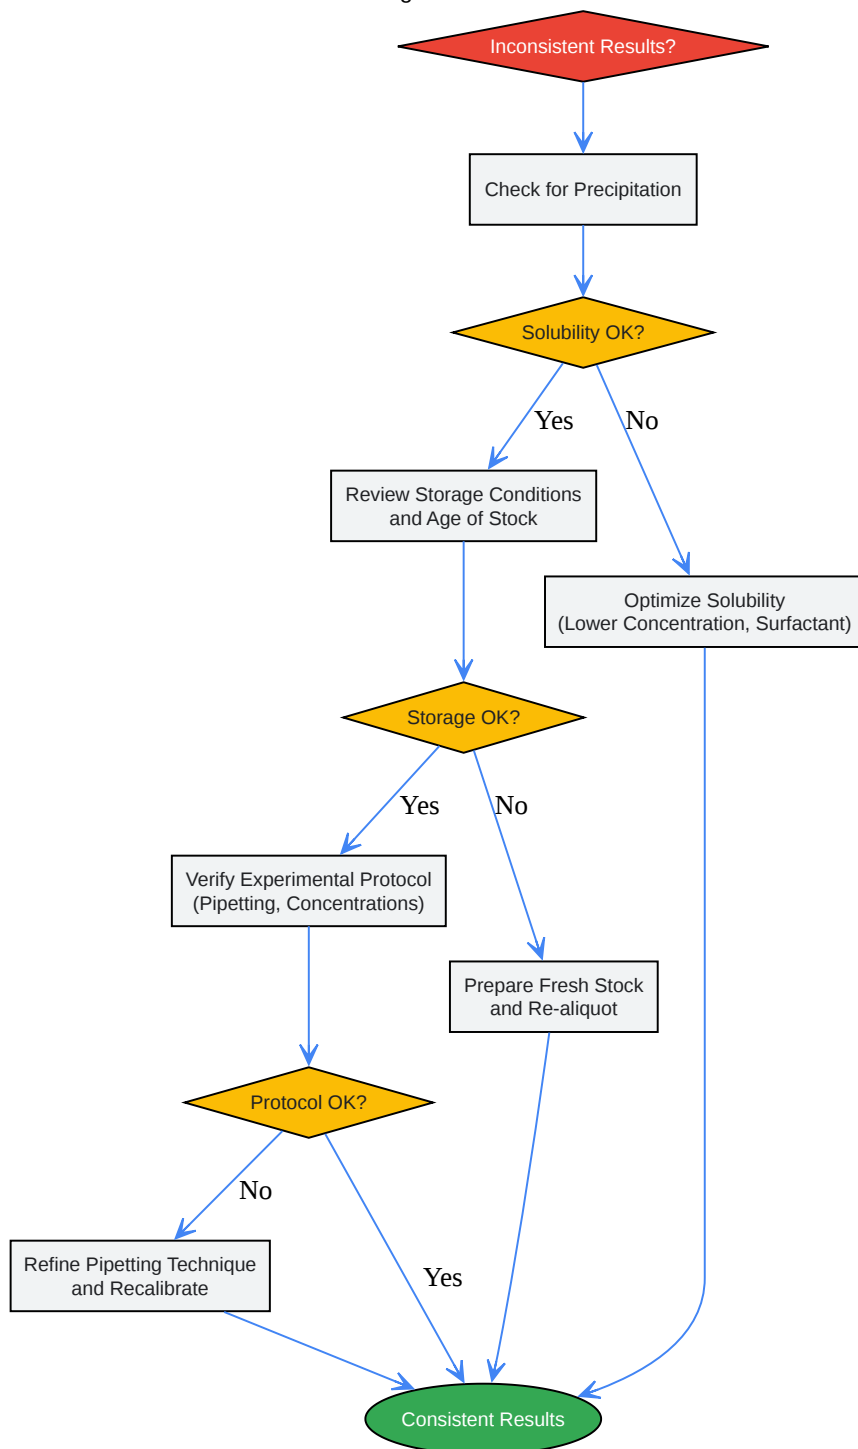 Inconsistent Results?
Check for Precipitation
Solubility OK?
Yes
No
Review Storage Conditions
and Age of Stock
Optimize Solubility
(Lower Concentration, Surfactant)
Storage OK?
Yes
No
Verify Experimental Protocol
(Pipetting, Concentrations)
Prepare Fresh Stock
and Re-aliquot
Protocol OK?
No
Yes
Refine Pipetting Technique
and Recalibrate
Consistent Results